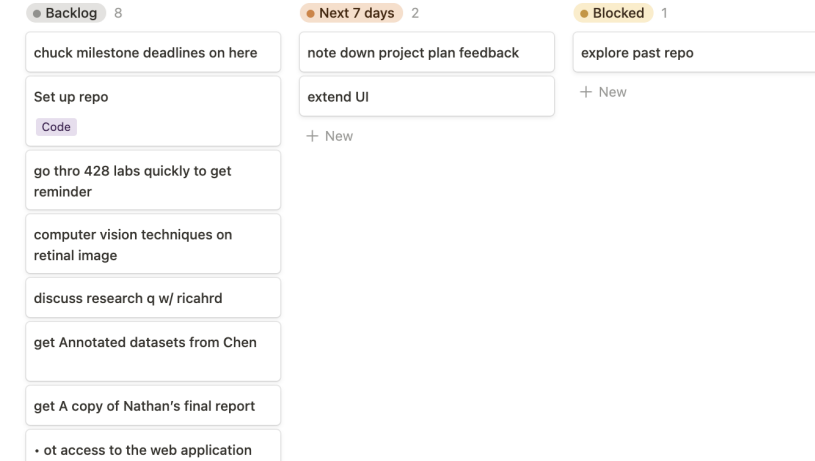 Backlog 8
chuck milestone deadlines on here
Set up repo
Code
go thro 428 labs quickly to get
reminder
computer vision techniques on
retinal image
discuss research q w/ ricahrd
get Annotated datasets from Chen
get A copy of Nathan's final report
• ot access to the web application
Next 7 days 2
note down project plan feedback
extend UI
+ New
Blocked 1
explore past repo
+ New